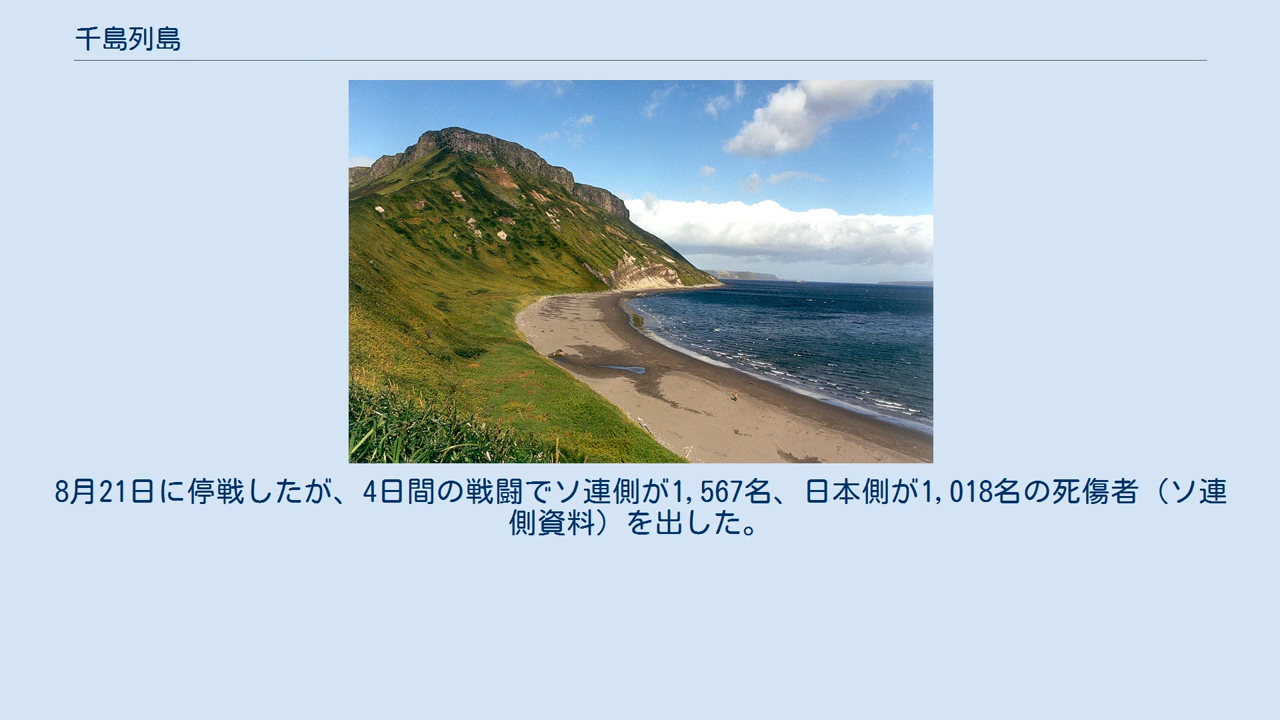 千島列島
8月21日に停戦したが、4日間の戦闘でソ連側が1,567名、日本側が1,018名の死傷者（ソ連
側資料）を出した。